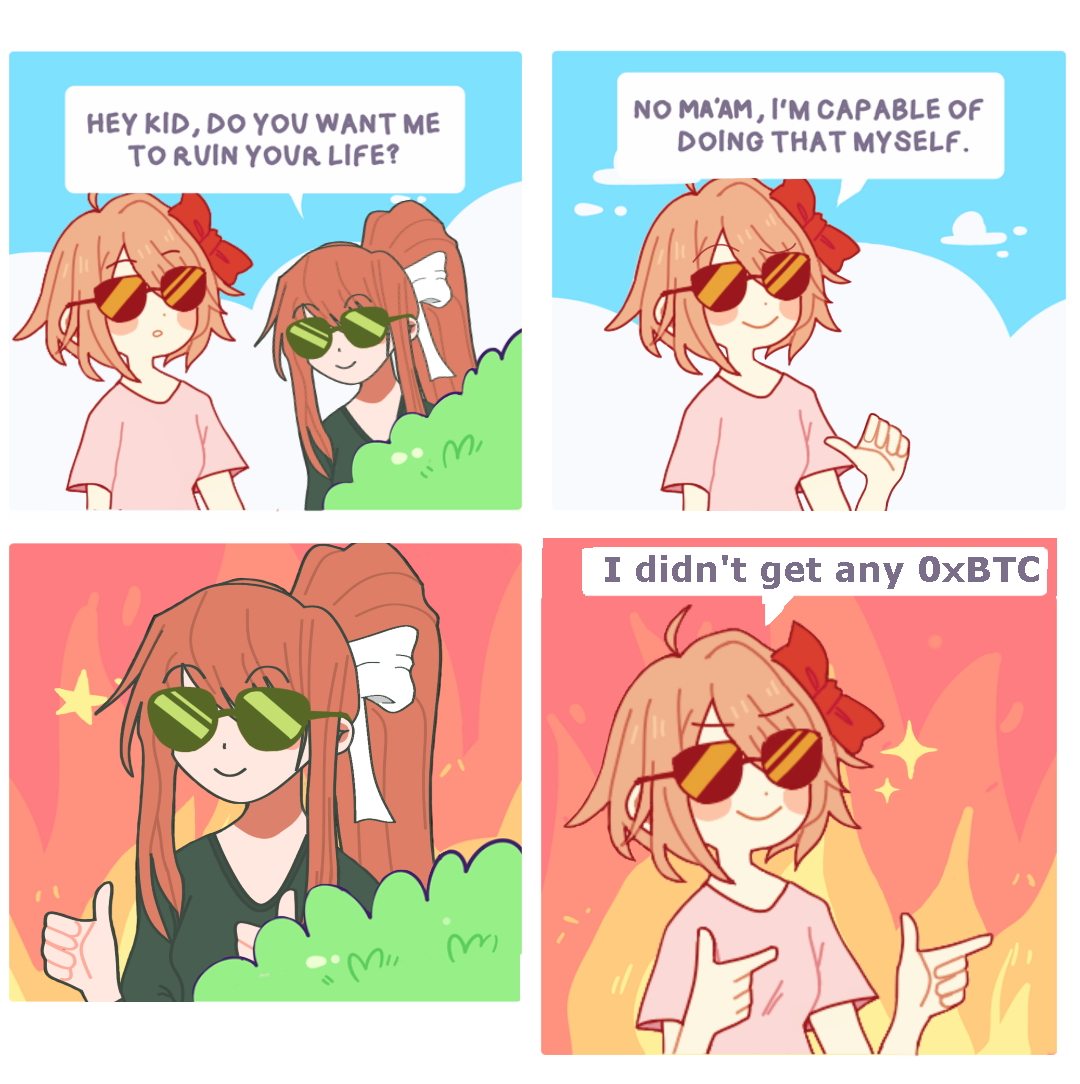 HEY KID, DO YOU WANT ME
TO RUIN YOUR LIFE?
NO MA'AM, I'M CAPABLE OF
DOING THAT MYSELF.
I didn't get any 0xBTC